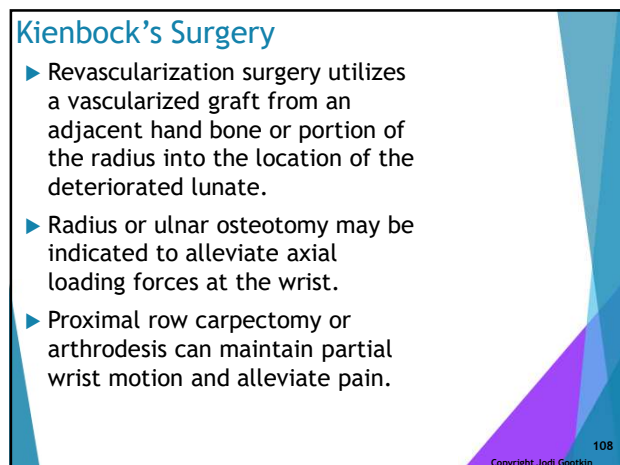 Kienbock's Surgery
▶ Revascularization surgery utilizes
a vascularized graft from an
adjacent hand bone or portion of
the radius into the location of the
deteriorated lunate.
▶ Radius or ulnar osteotomy may be
indicated to alleviate axial
loading forces at the wrist.
▶ Proximal row carpectomy or
arthrodesis can maintain partial
wrist motion and alleviate pain.
108
Copyright Jodi Gootkin